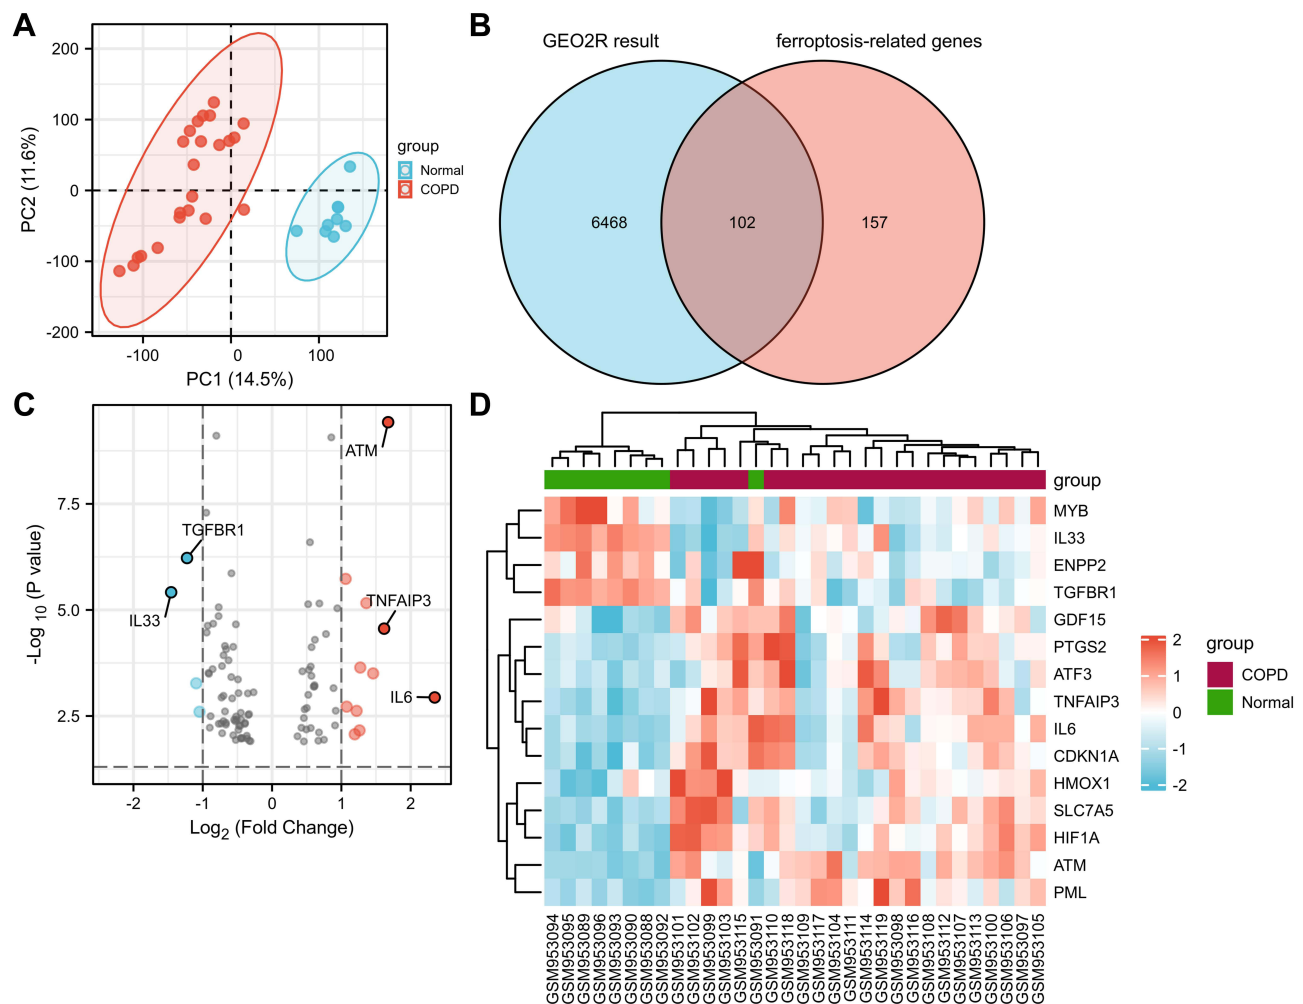 A
200
100
0
-100
-200
PC2 (11.6%)
-100
0
100
PC1 (14.5%)
group
Normal
COPD
B
GEO2R result
ferroptosis-related genes
6468
102
157
C
7.5
5.0
2.5
-Log10 (P value)
ATM
TGFBR1
IL33
TNFAIP3
IL6
-2
-1
0
1
2
Log2 (Fold Change)
D
group
MYB
IL33
ENPP2
TGFBR1
GDF15
PTGS2
ATF3
TNFAIP3
IL6
CDKN1A
HMOX1
SLC7A5
HIF1A
ATM
PML
GSM953094
GSM953095
GSM953089
GSM953096
GSM953093
GSM953090
GSM953088
GSM953092
GSM953101
GSM953102
GSM953099
GSM953103
GSM953115
GSM953091
GSM953110
GSM953118
GSM953109
GSM953117
GSM953104
GSM953111
GSM953114
GSM953119
GSM953098
GSM953116
GSM953108
GSM953112
GSM953107
GSM953113
GSM953100
GSM953106
GSM953097
GSM953105
2
1
0
-1
-2
group
COPD
Normal